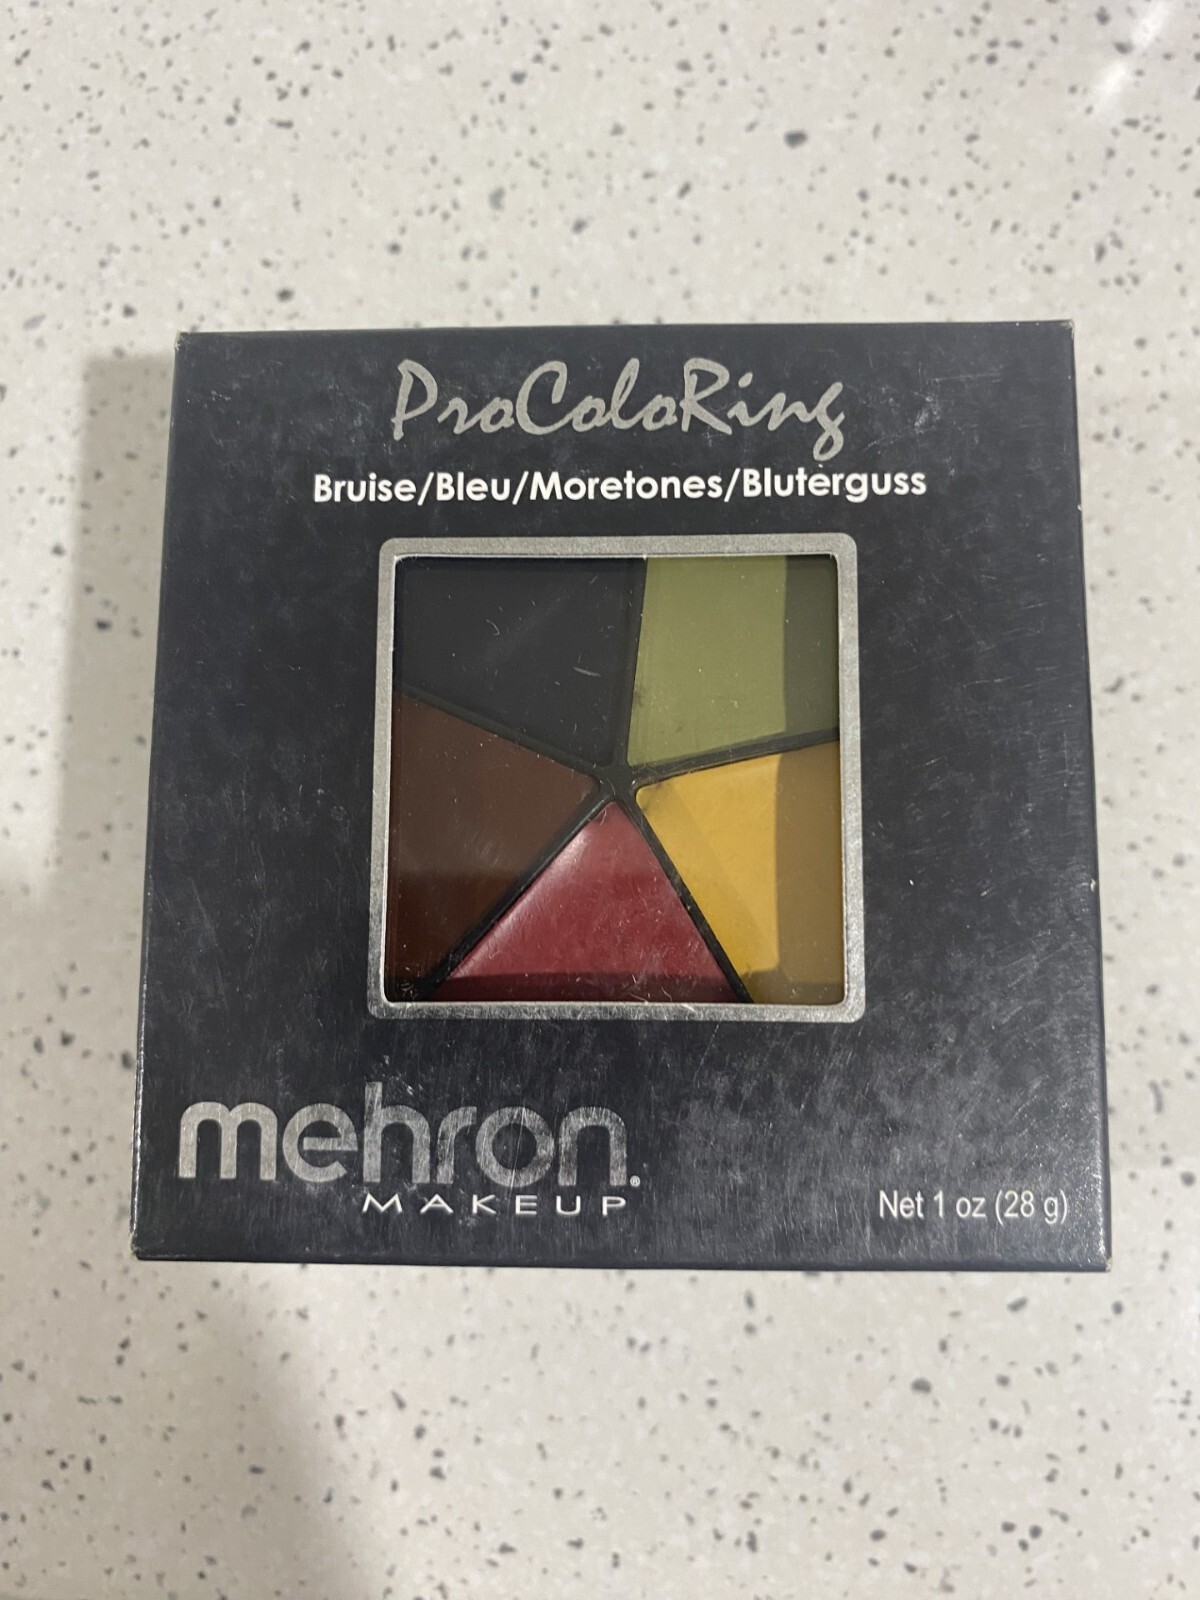 ProColoRing
Bruise/Bleu/Moretones/Bluterguss
mehron®
MAKEUP
Net 1 oz (28 g)